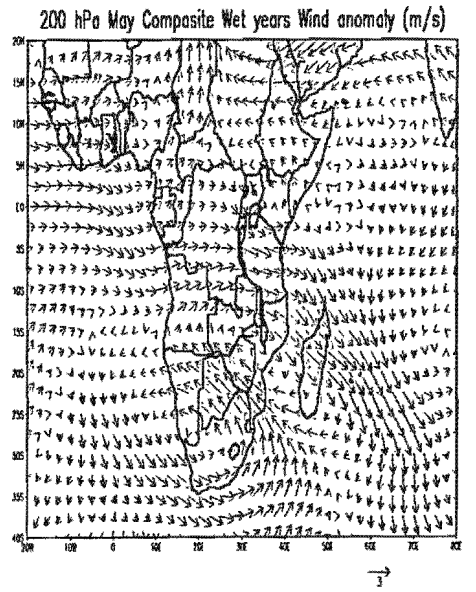 200 hPa May Composite Wet years Wind anomaly (m/s)
20N
15N
10N
5N
EQ
5S
10S
15S
20S
25S
30S
35S
40S
20W 10W 0 10E 20E 30E 40E 50E 60E 70E 80E
3